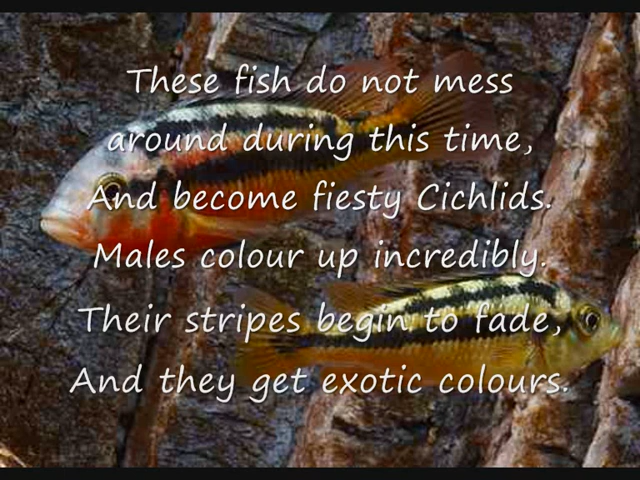 These fish do not mess
around during this time,
And become fiesty Cichlids.
Males colour up incredibly.
Their stripes begin to fade,
And they get exotic colours.